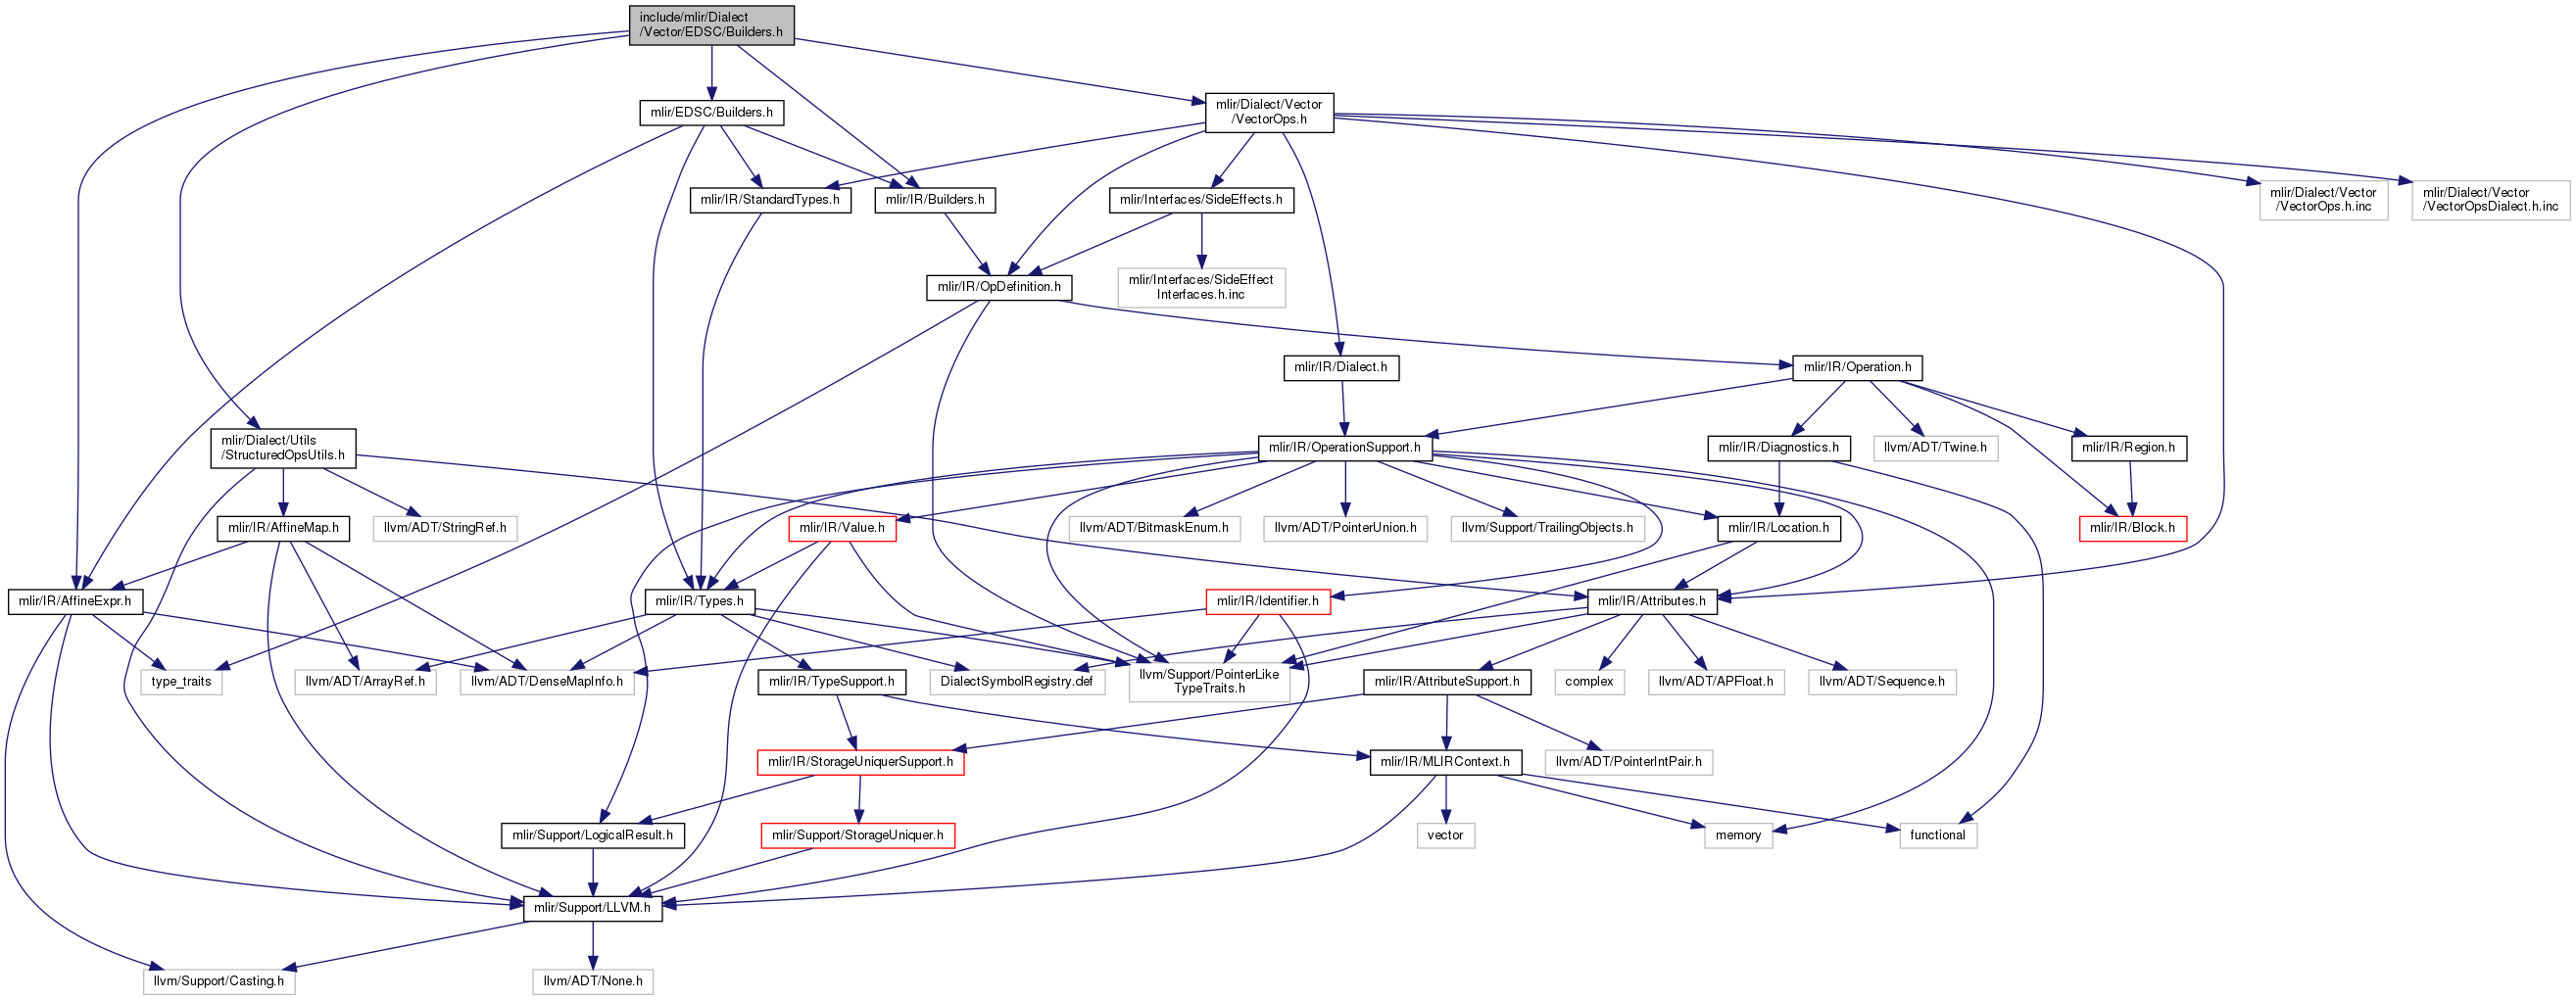 include/mlir/Dialect
/Vector/EDSC/Builders.h
mlir/EDSC/Builders.h
mlir/Dialect/Vector
/VectorOps.h
mlir/IR/StandardTypes.h
mlir/IR/Builders.h
mlir/Interfaces/SideEffects.h
mlir/Dialect/Vector
/VectorOps.h.inc
mlir/Dialect/Vector
/VectorOpsDialect.h.inc
mlir/IR/OpDefinition.h
mlir/Interfaces/SideEffect
Interfaces.h.inc
mlir/IR/Dialect.h
mlir/IR/Operation.h
mlir/Dialect/Utils
/StructuredOpsUtils.h
mlir/IR/OperationSupport.h
mlir/IR/Diagnostics.h
llvm/ADT/Twine.h
mlir/IR/Region.h
mlir/IR/AffineMap.h
llvm/ADT/StringRef.h
mlir/IR/Value.h
llvm/ADT/BitmaskEnum.h
llvm/ADT/PointerUnion.h
llvm/Support/TrailingObjects.h
mlir/IR/Location.h
mlir/IR/Block.h
mlir/IR/AffineExpr.h
mlir/IR/Types.h
mlir/IR/Identifier.h
mlir/IR/Attributes.h
type_traits
llvm/ADT/ArrayRef.h
llvm/ADT/DenseMapInfo.h
mlir/IR/TypeSupport.h
DialectSymbolRegistry.def
llvm/Support/PointerLike
TypeTraits.h
mlir/IR/AttributeSupport.h
complex
llvm/ADT/APFloat.h
llvm/ADT/Sequence.h
mlir/IR/StorageUniquerSupport.h
mlir/IR/MLIRContext.h
llvm/ADT/PointerIntPair.h
mlir/Support/LogicalResult.h
mlir/Support/StorageUniquer.h
vector
memory
functional
mlir/Support/LLVM.h
llvm/Support/Casting.h
llvm/ADT/None.h